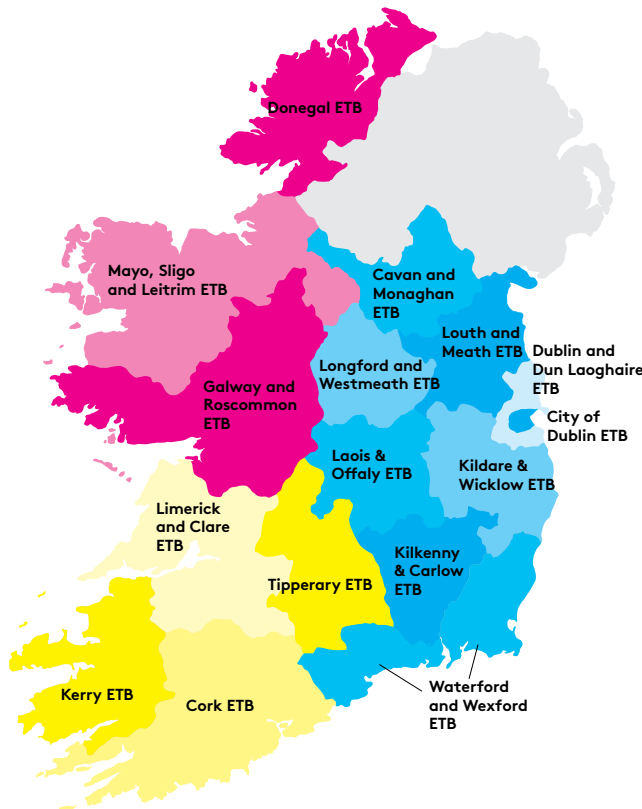 Donegal ETB
Mayo, Sligo
and Leitrim ETB
Cavan and
Monaghan
ETB
Louth and
Meath ETB
Dublin and
Dun Laoghaire
ETB
Longford and
Westmeath ETB
Galway and
Roscommon
ETB
City of
Dublin ETB
Laois &
Offaly ETB
Kildare &
Wicklow ETB
Limerick
and Clare
ETB
Kilkenny
& Carlow
ETB
Tipperary ETB
Kerry ETB
Cork ETB
Waterford
and Wexford
ETB